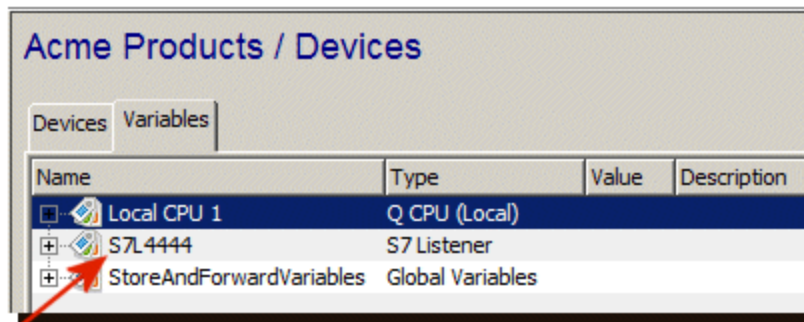 Acme Products / Devices
Devices Variables
Name Type Value Description
Local CPU 1 Q CPU (Local)
S7L4444 S7 Listener
StoreAndForwardVariables Global Variables